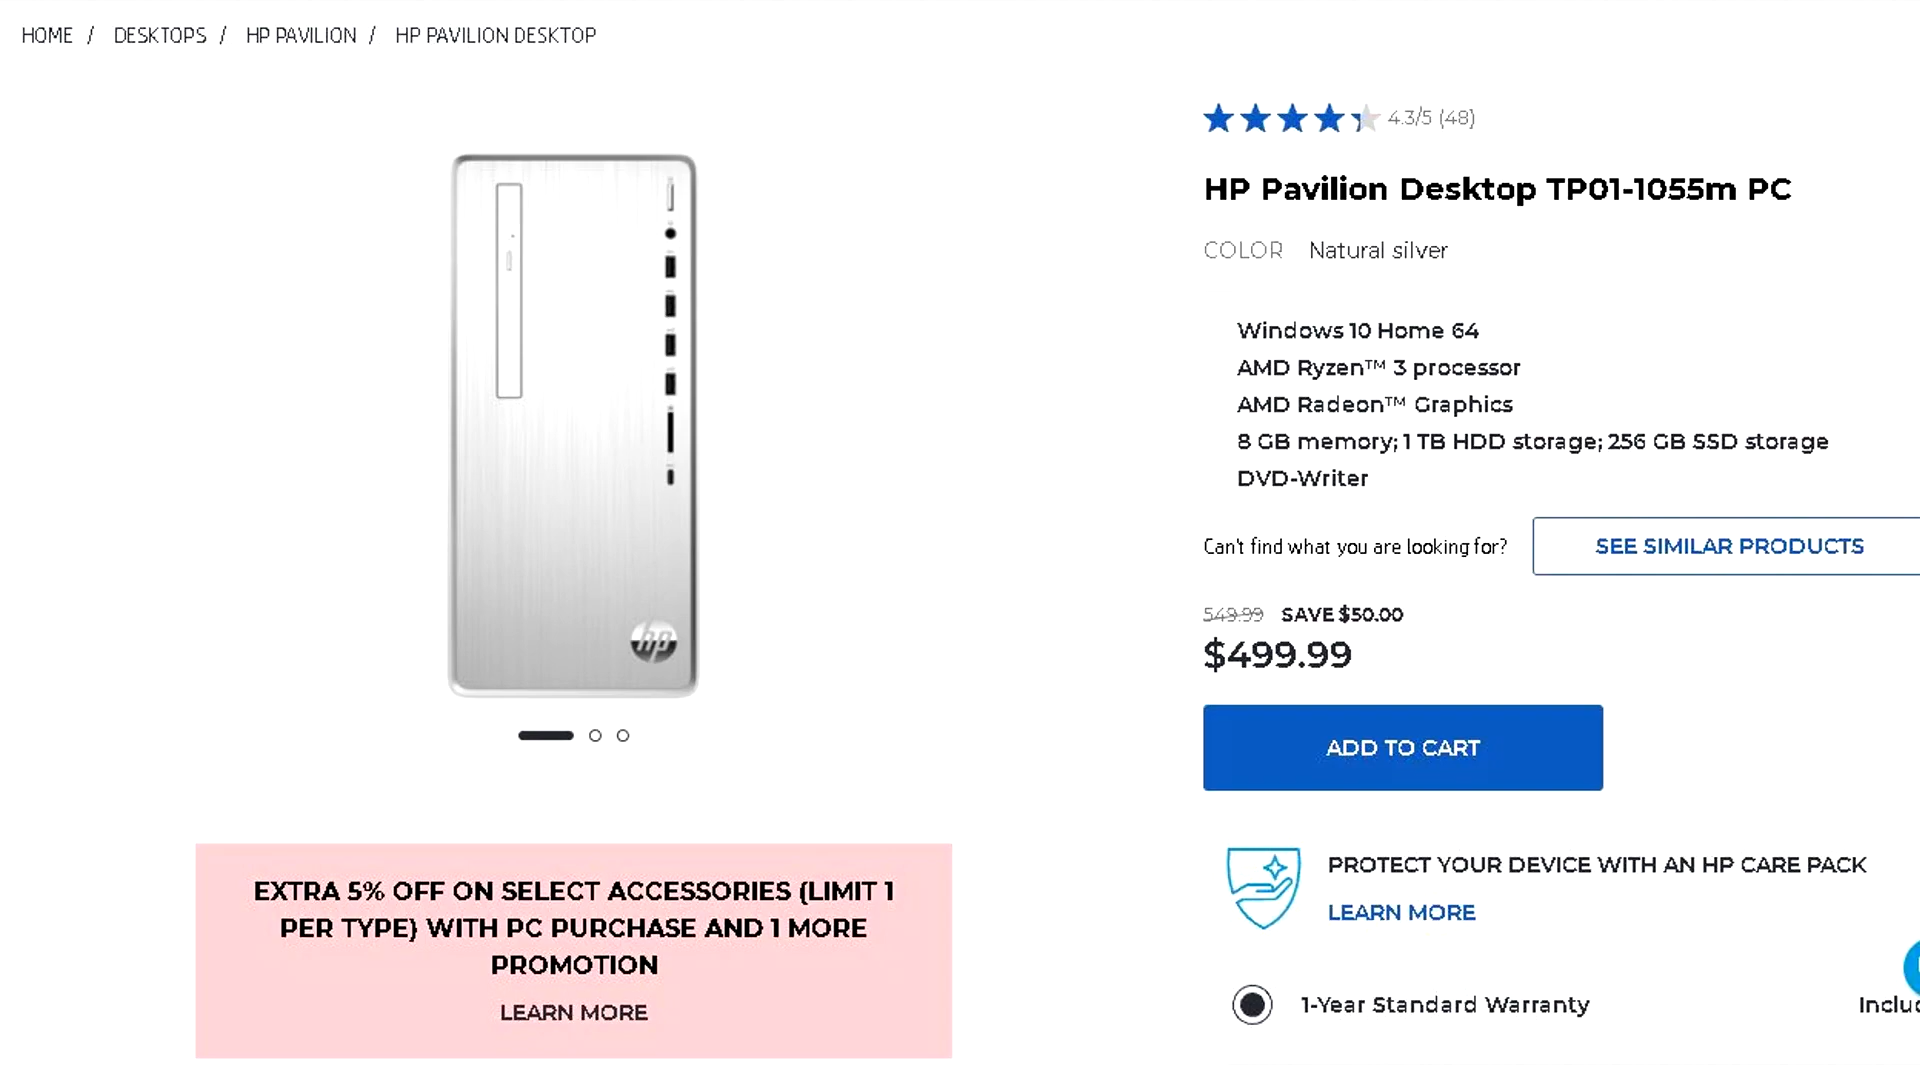 HOME / DESKTOPS / HP PAVILION / HP PAVILION DESKTOP
4.3/5 (48)
HP Pavilion Desktop TP01-1055m PC
COLOR Natural silver
Windows 10 Home 64
AMD Ryzen™ 3 processor
AMD Radeon™ Graphics
8 GB memory; 1 TB HDD storage; 256 GB SSD storage
DVD-Writer
Can't find what you are looking for? SEE SIMILAR PRODUCTS
549.99 SAVE $50.00
$499.99
ADD TO CART
hp
EXTRA 5% OFF ON SELECT ACCESSORIES (LIMIT 1
PER TYPE) WITH PC PURCHASE AND 1 MORE
PROMOTION
LEARN MORE
PROTECT YOUR DEVICE WITH AN HP CARE PACK
LEARN MORE
1-Year Standard Warranty